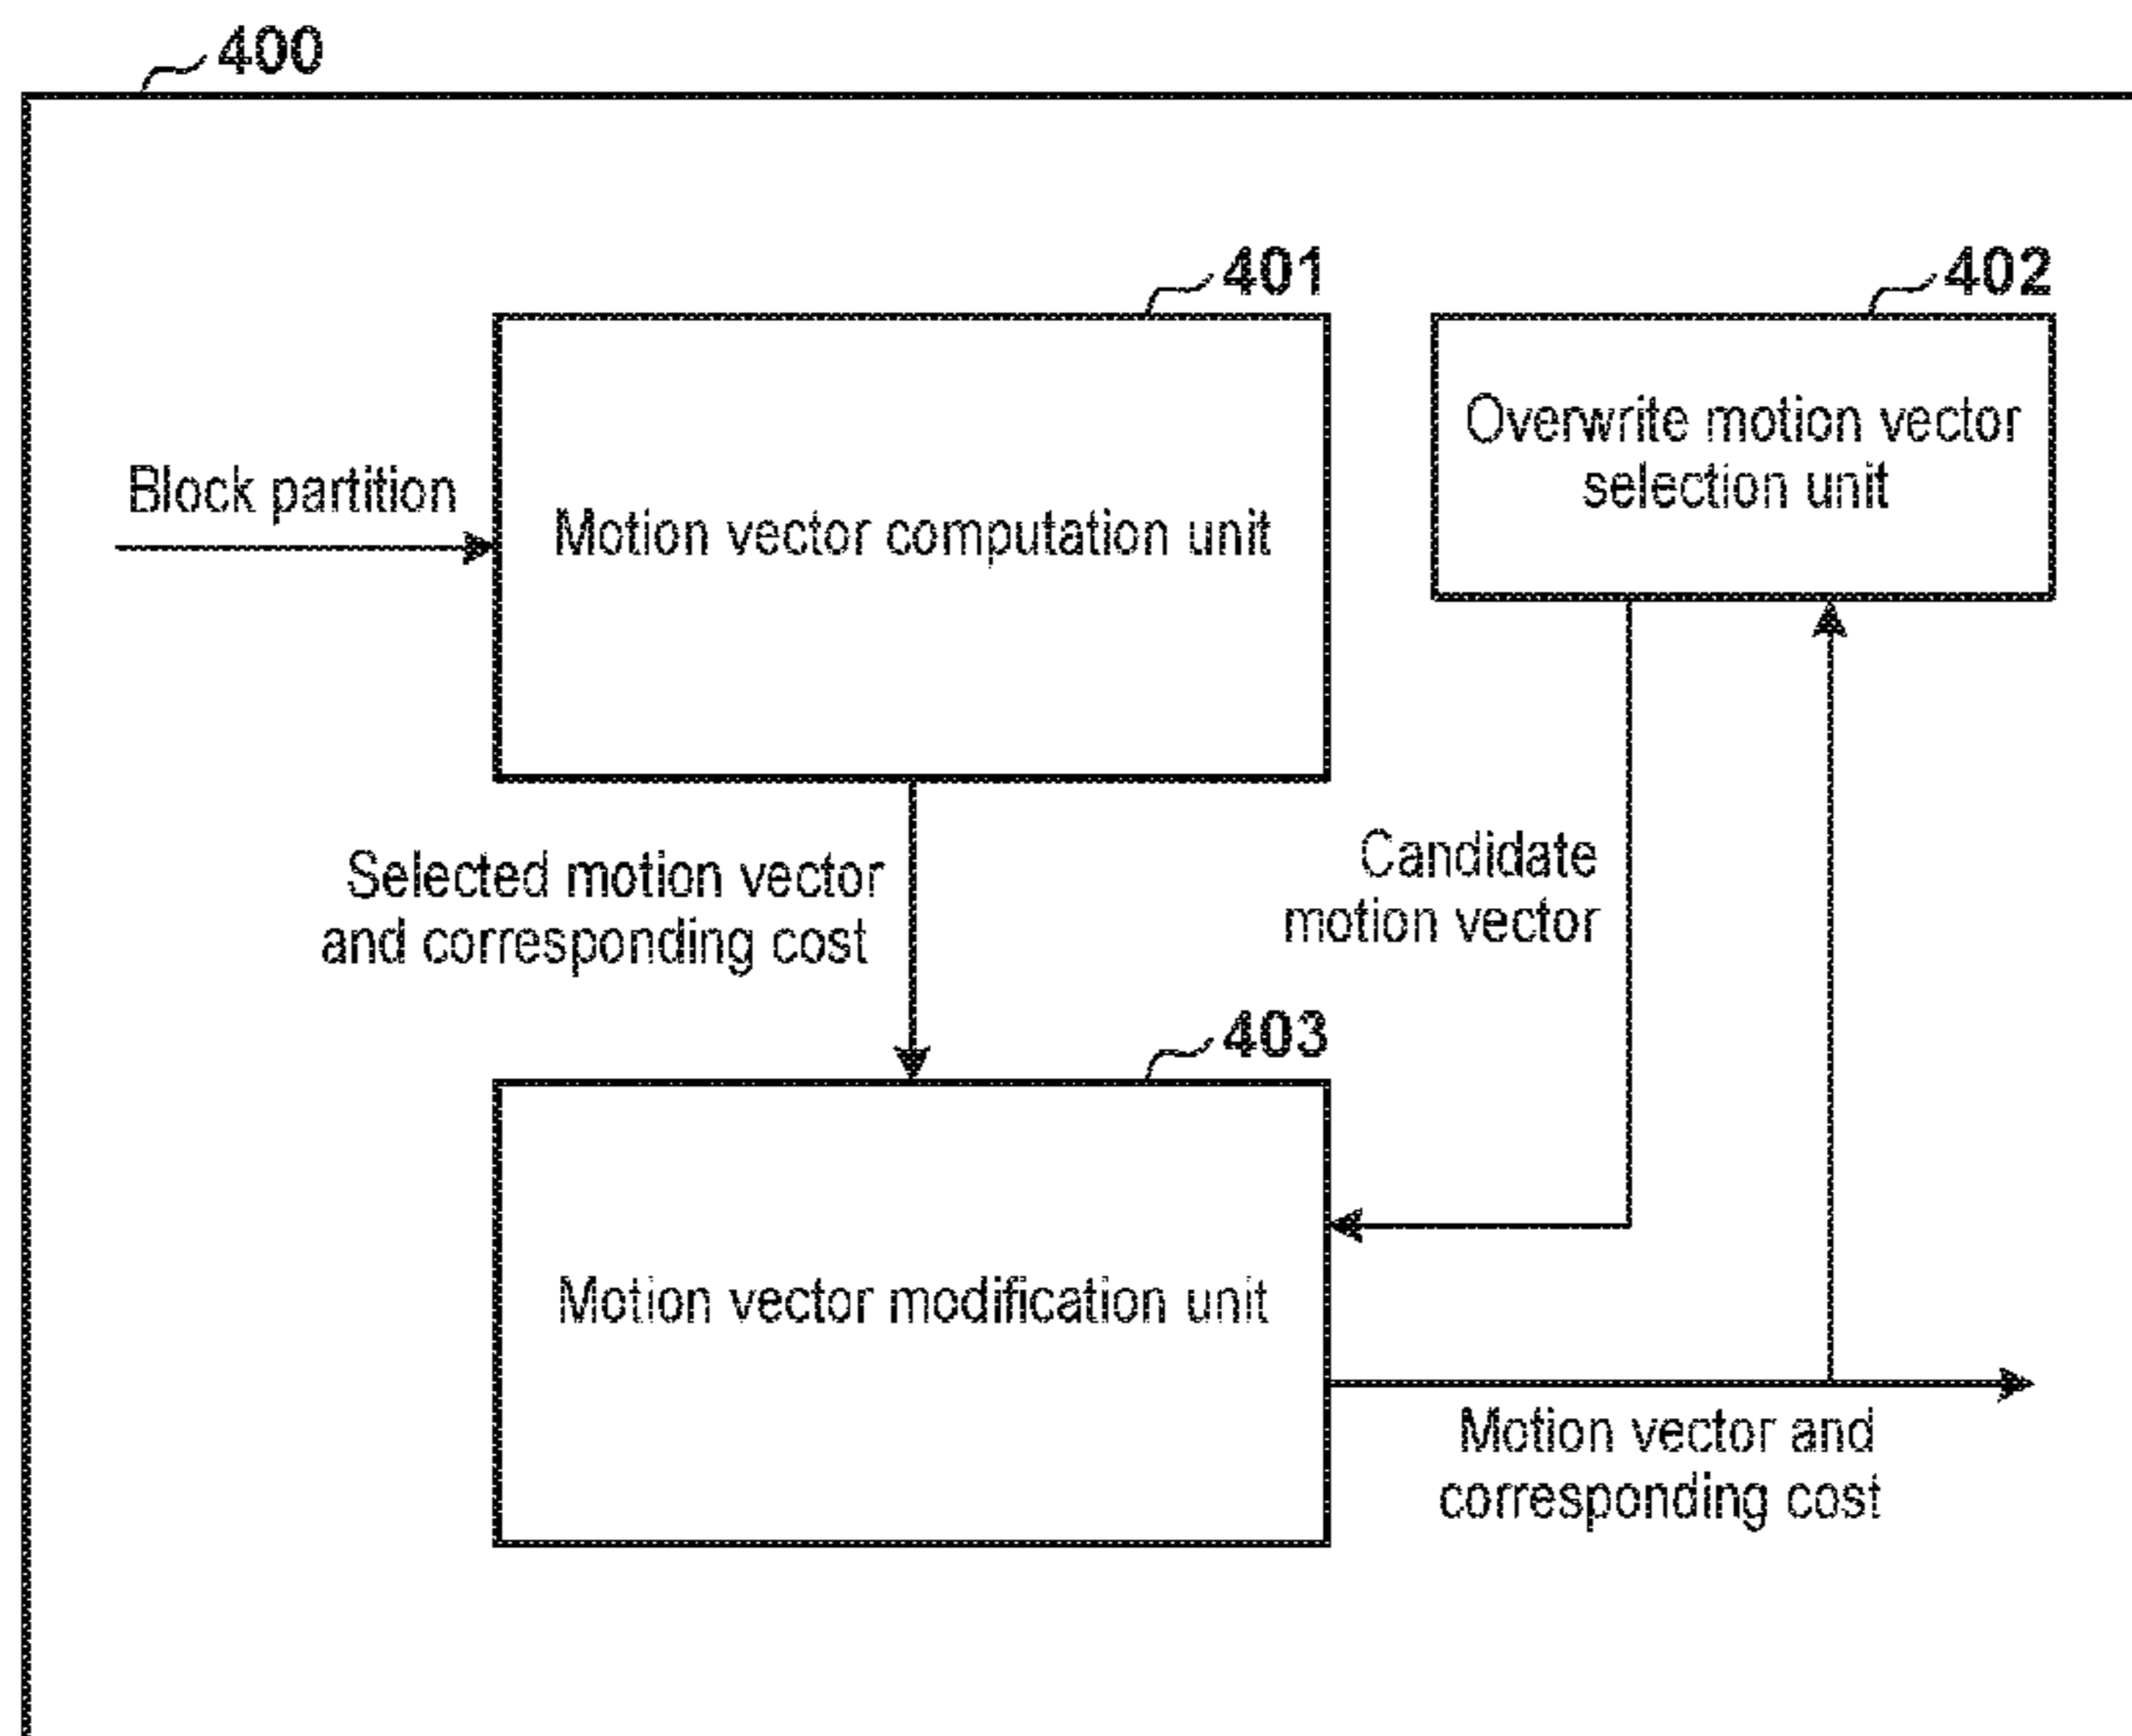 400
401
402
Block partition
Motion vector computation unit
Overwrite motion vector
selection unit
Selected motion vector
and corresponding cost
Candidate
motion vector
403
Motion vector modification unit
Motion vector and
corresponding cost